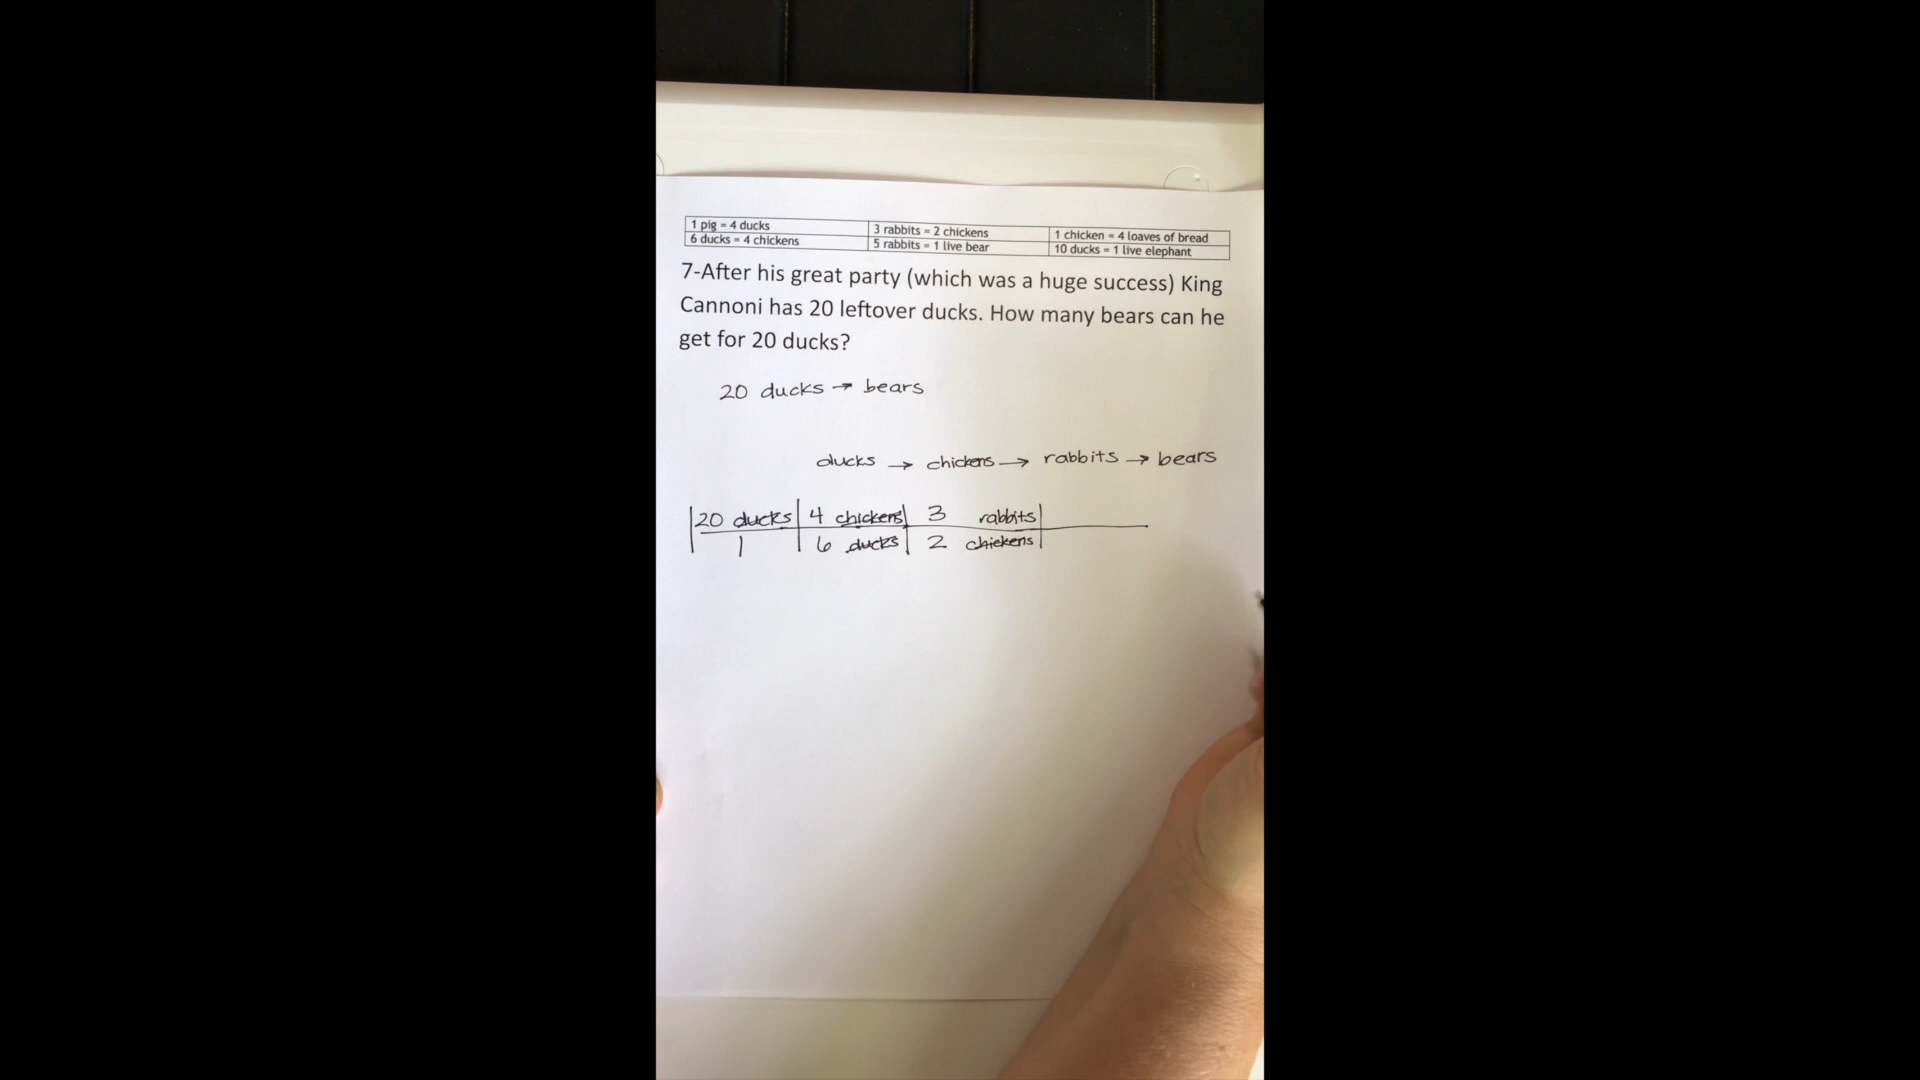 1 pig = 4 ducks 3 rabbits = 2 chickens 1 chicken = 4 loaves of bread
6 ducks = 4 chickens 5 rabbits = 1 live bear 10 ducks = 1 live elephant
7-After his great party (which was a huge success) King
Cannoni has 20 leftover ducks. How many bears can he
get for 20 ducks?
20 ducks → bears
ducks → chickens → rabbits → bears
20 ducks 4 chickens 3 rabbits
1 6 ducks 2 chickens